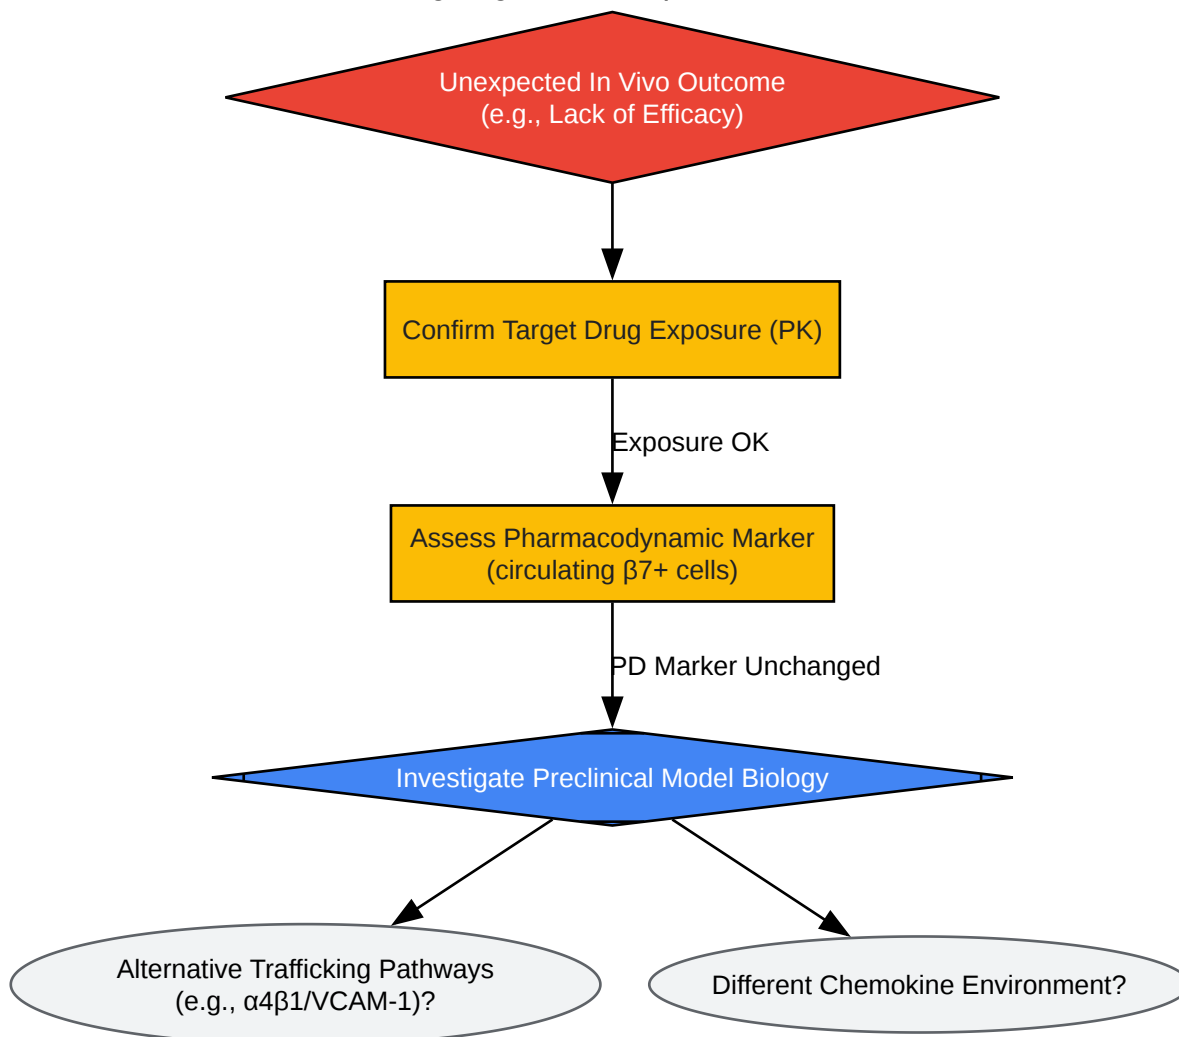 Unexpected In Vivo Outcome
(e.g., Lack of Efficacy)
Confirm Target Drug Exposure (PK)
Exposure OK
Assess Pharmacodynamic Marker
(circulating β7+ cells)
PD Marker Unchanged
Investigate Preclinical Model Biology
Alternative Trafficking Pathways
(e.g., α4β1/VCAM-1)?
Different Chemokine Environment?